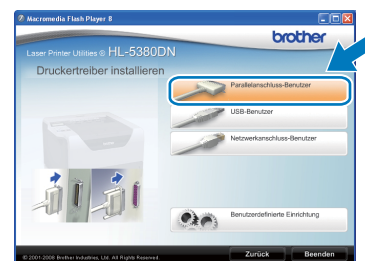 Macromedia Flash Player 8
brother
Laser Printer Utilities HL-5380DN
Druckertreiber installieren
Parallelanschluss-Benutzer
USB-Benutzer
Netzwerkanschluss-Benutzer
Benutzerdefinierte Einrichtung
© 2001-2008 Brother Industries, Ltd. All Rights Reserved.
Zurück
Beenden